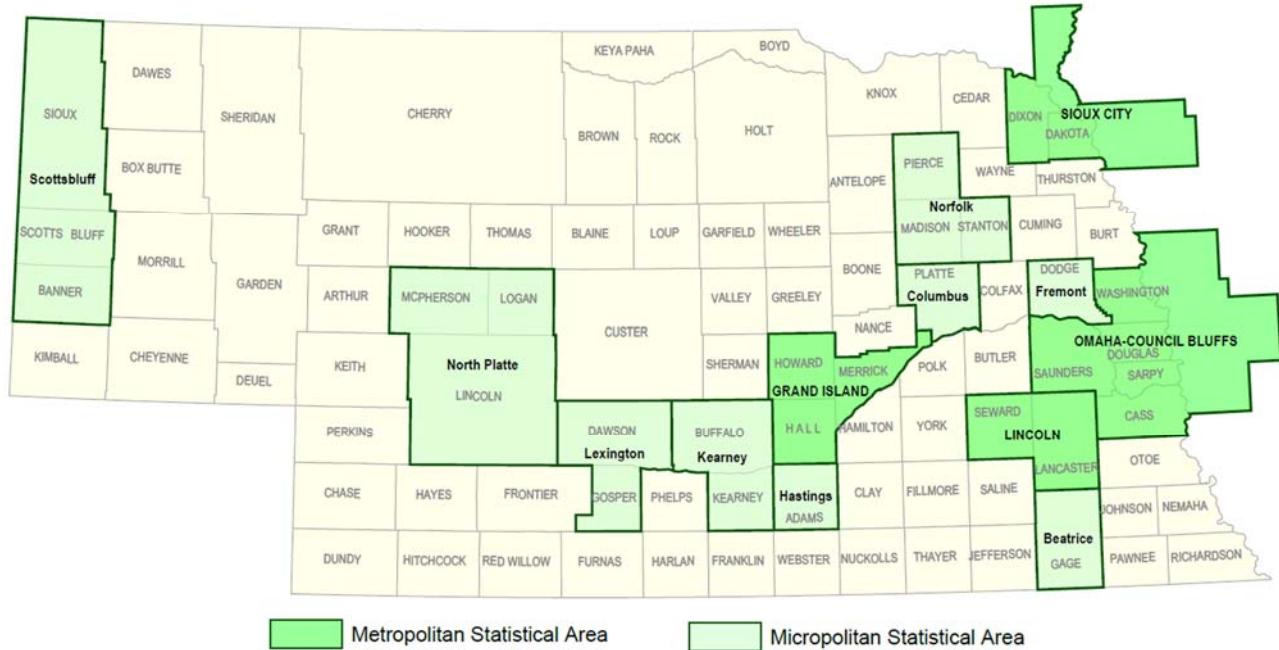 KEYA PAHA
BOYD
DAWES
KNOX
CEDAR
SIOUX
SHERIDAN
CHERRY
DIXON
SIOUX CITY
DAKOTA
BROWN
ROCK
HOLT
PIERCE
BOX BUTTE
WAYNE
THURSTON
Scottsbluff
ANTELOPE
Norfolk
MADISON
STANTON
CUMING
BURT
SCOTTS BLUFF
GRANT
HOOKER
THOMAS
BLAINE
LOUP
GARFIELD
WHEELER
MORRILL
BOONE
PLATTE
DODGE
GARDEN
BANNER
ARTHUR
MCPHERSON
LOGAN
VALLEY
GREELEY
Columbus
COLFAX
Fremont
WASHINGTON
CUSTER
NANCE
KIMBALL
CHEYENNE
KEITH
DEUEL
North Platte
LINCOLN
SHERMAN
HOWARD
MERRICK
GRAND ISLAND
POLK
BUTLER
OMAHA-COUNCIL BLUFFS
DOUGLAS
SAUNDERS
SARPY
PERKINS
DAWSON
Lexington
BUFFALO
Kearney
HALL
HAMILTON
YORK
SEWARD
LINCOLN
CASS
LANCASTER
OTOE
CHASE
HAYES
FRONTIER
GOSPER
PHELPS
KEARNEY
Hastings
ADAMS
CLAY
FILLMORE
SALINE
JOHNSON
NEMAHA
Beatrice
GAGE
DUNDY
HITCHCOCK
RED WILLOW
FURNAS
HARLAN
FRANKLIN
WEBSTER
NUCKOLLS
THAYER
JEFFERSON
PAWNEE
RICHARDSON
Metropolitan Statistical Area
Micropolitan Statistical Area